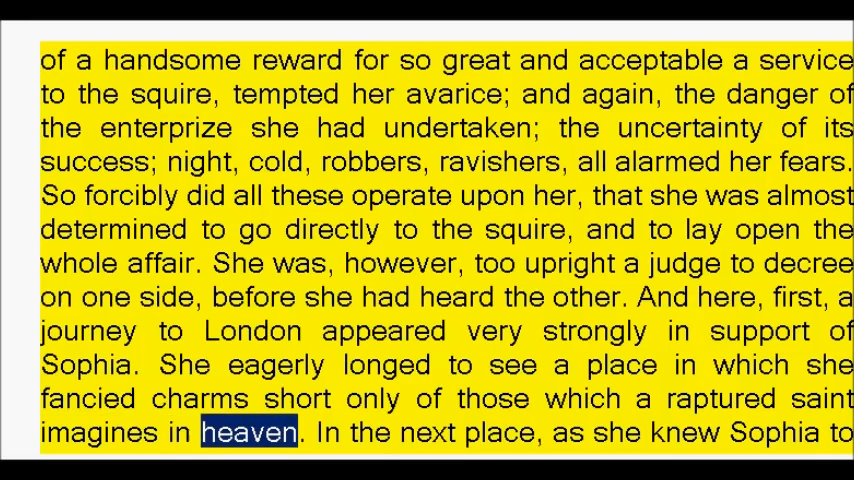 of a handsome reward for so great and acceptable a service
to the squire, tempted her avarice; and again, the danger of
the enterprize she had undertaken; the uncertainty of its
success; night, cold, robbers, ravishers, all alarmed her fears.
So forcibly did all these operate upon her, that she was almost
determined to go directly to the squire, and to lay open the
whole affair. She was, however, too upright a judge to decree
on one side, before she had heard the other. And here, first, a
journey to London appeared very strongly in support of
Sophia. She eagerly longed to see a place in which she
fancied charms short only of those which a raptured saint
imagines in heaven. In the next place, as she knew Sophia to